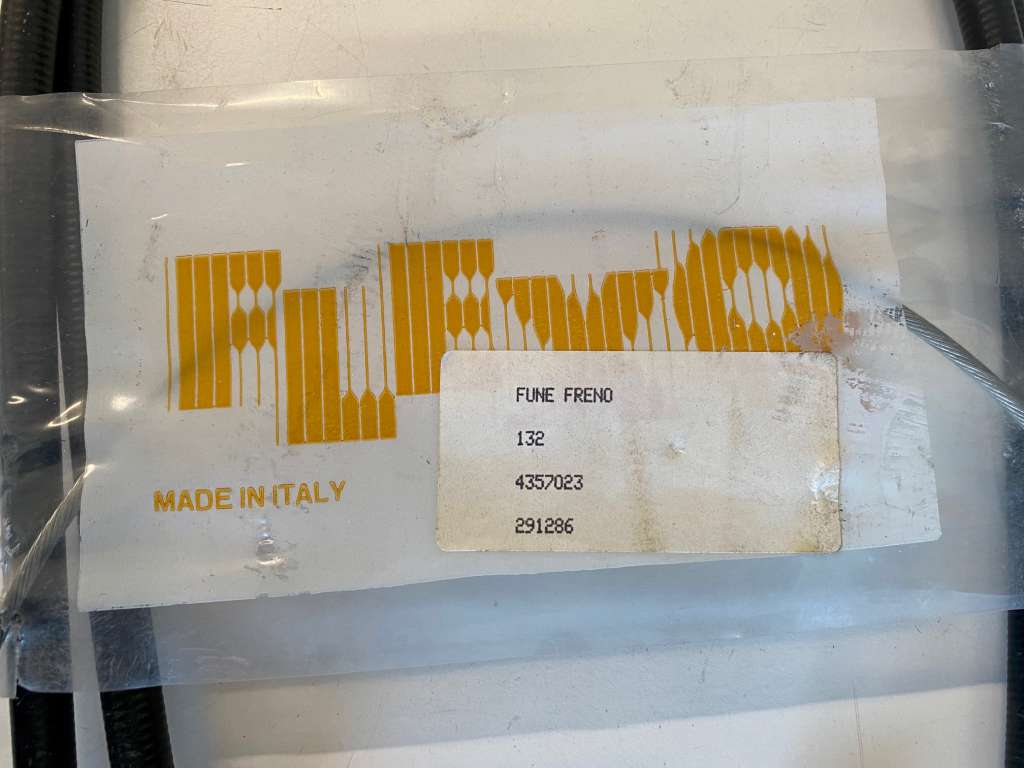 MADE IN ITALY
FUNE FRENO
132
4357023
291286